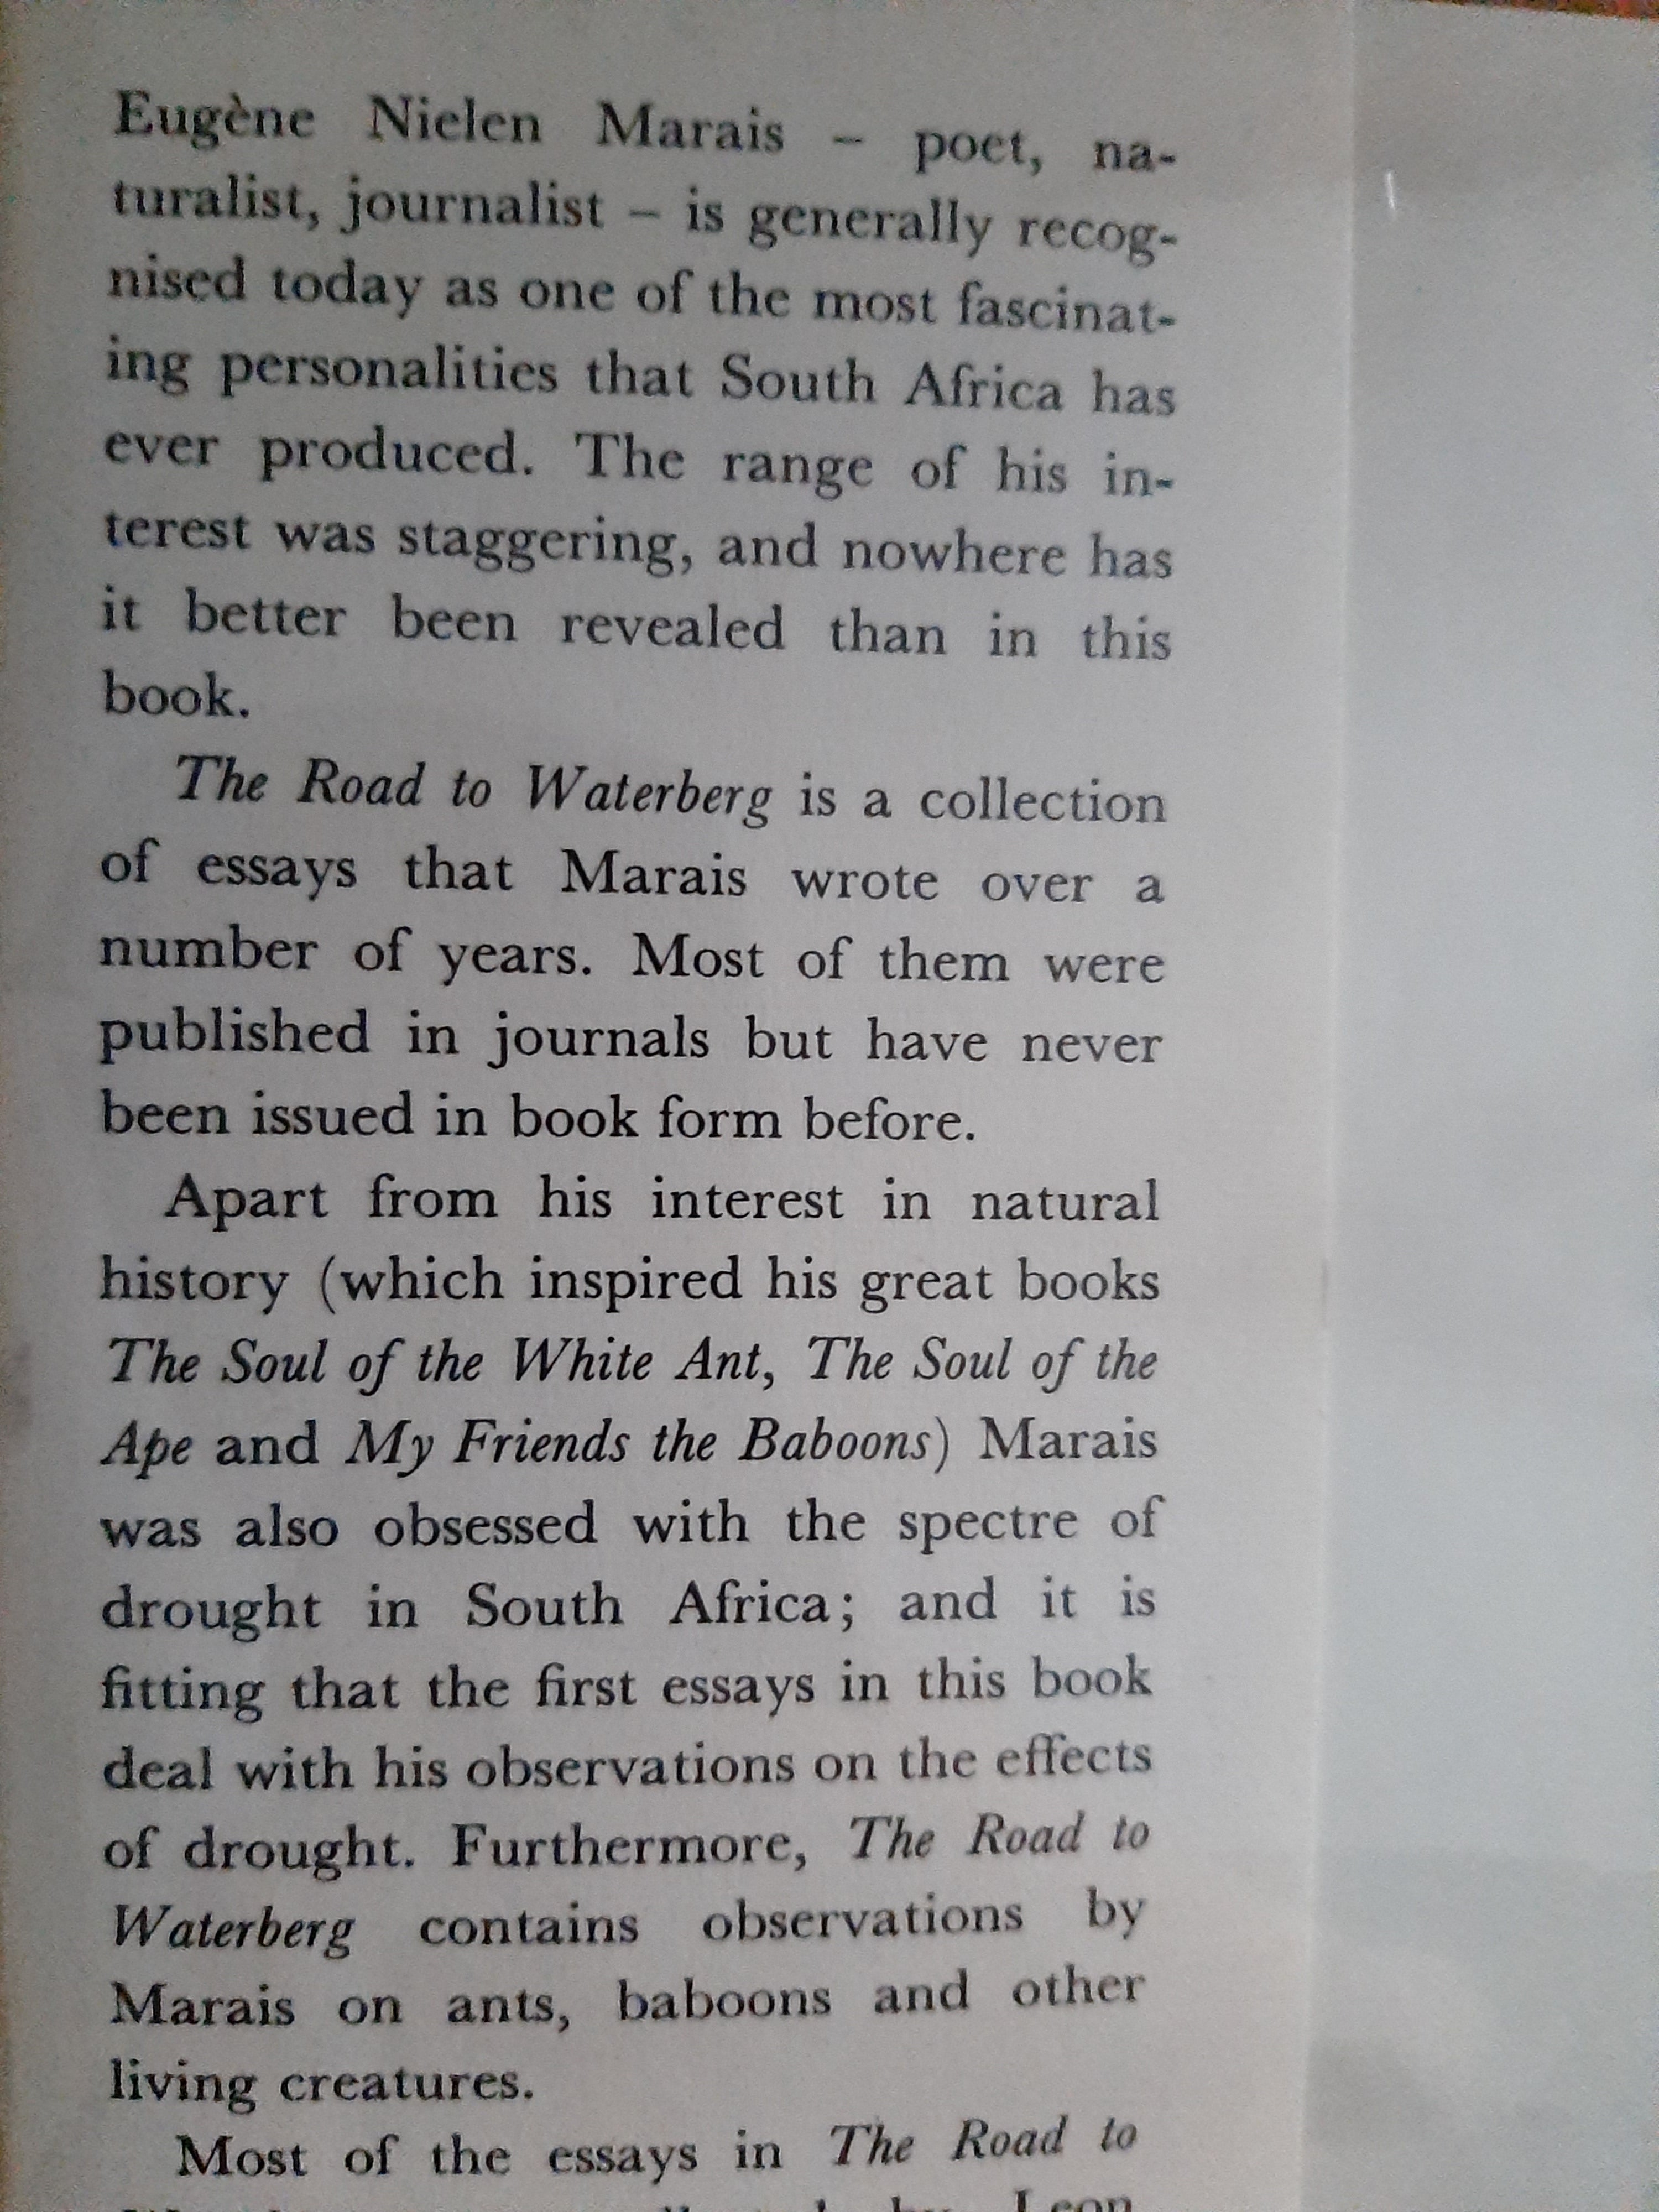 Eugène Nielen Marais – poet, na-
turalist, journalist – is generally recog-
nised today as one of the most fascinat-
ing personalities that South Africa has
ever produced. The range of his in-
terest was staggering, and nowhere has
it better been revealed than in this
book.
The Road to Waterberg is a collection
of essays that Marais wrote over a
number of years. Most of them were
published in journals but have never
been issued in book form before.
Apart from his interest in natural
history (which inspired his great books
The Soul of the White Ant, The Soul of the
Ape and My Friends the Baboons) Marais
was also obsessed with the spectre of
drought in South Africa; and it is
fitting that the first essays in this book
deal with his observations on the effects
of drought. Furthermore, The Road to
Waterberg contains observations by
Marais on ants, baboons and other
living creatures.
Most of the essays in The Road to
by Leon